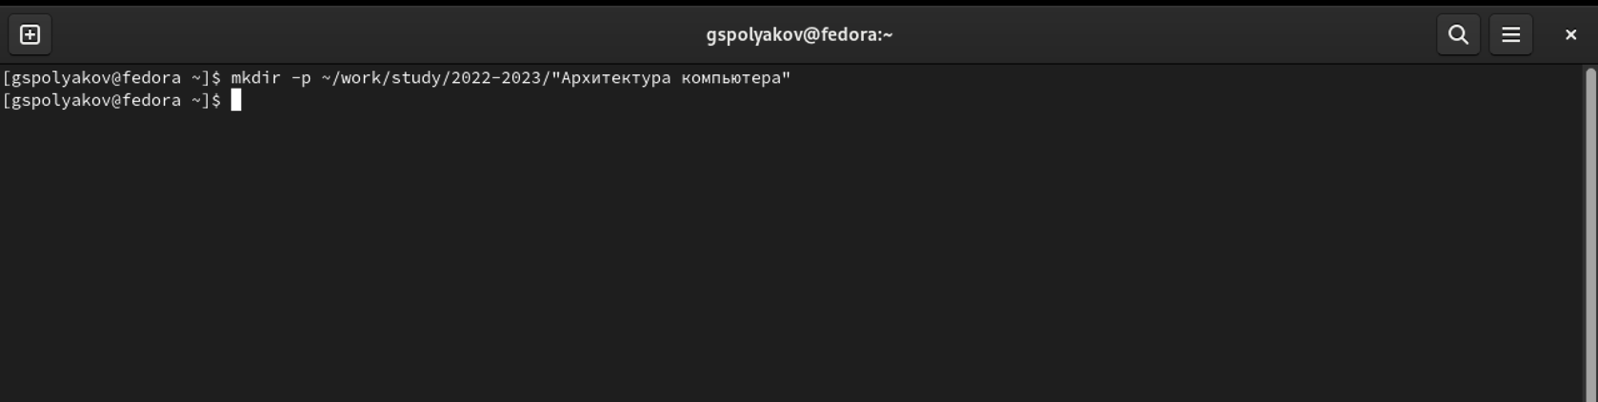 gspolyakov@fedora:~
[gspolyakov@fedora ~]$ mkdir -p ~/work/study/2022-2023/"Архитектура компьютера"
[gspolyakov@fedora ~]$